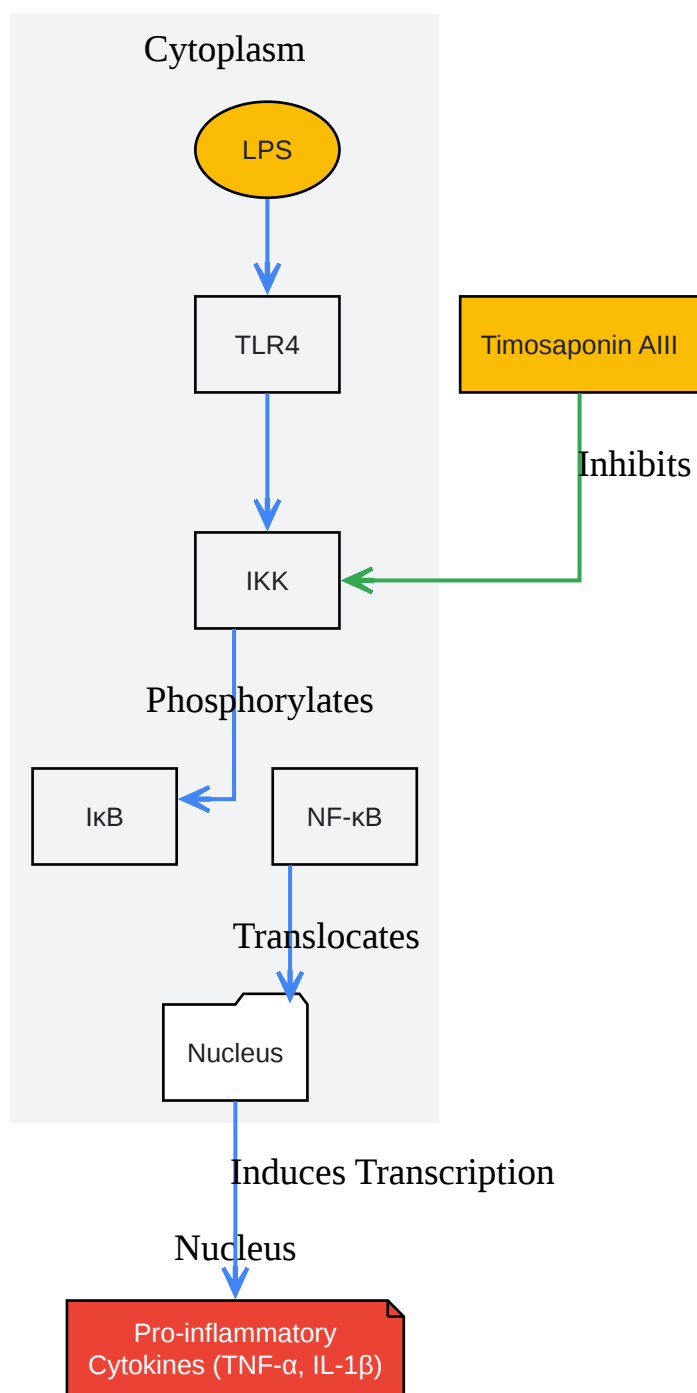 Cytoplasm
LPS
TLR4
Timosaponin AIII
Inhibits
IKK
Phosphorylates
IκB
NF-κB
Translocates
Nucleus
Induces Transcription
Nucleus
Pro-inflammatory
Cytokines (TNF-α, IL-1β)